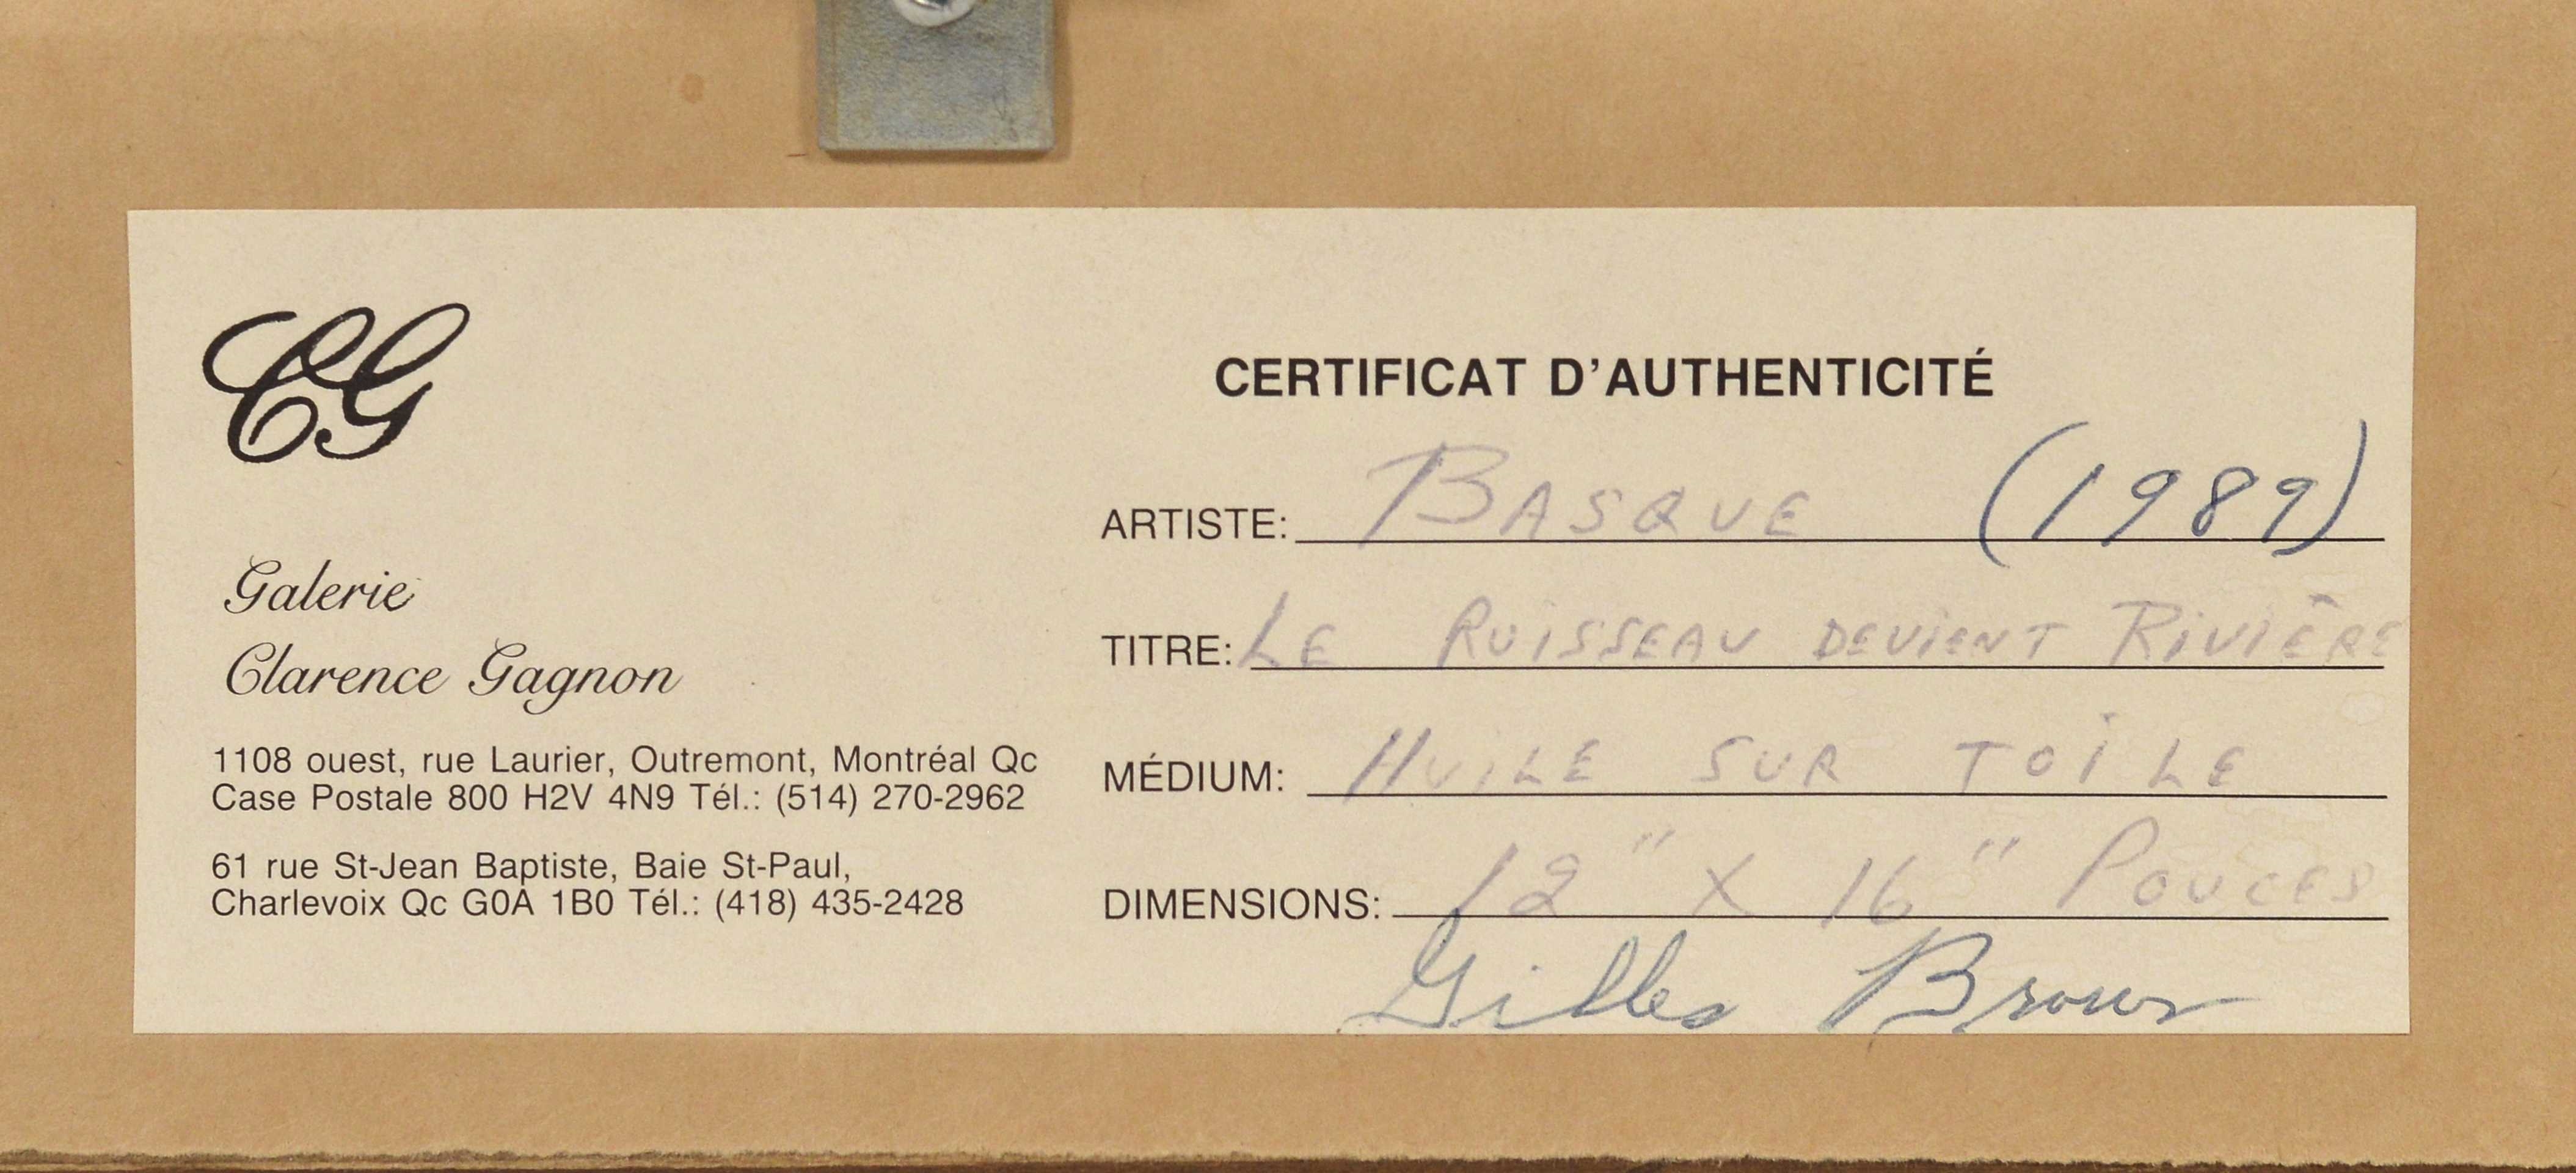 CG
Galerie
Clarence Gagnon
1108 ouest, rue Laurier, Outremont, Montréal Qc
Case Postale 800 H2V 4N9 Tél.: (514) 270-2962
61 rue St-Jean Baptiste, Baie St-Paul,
Charlevoix Qc G0A 1B0 Tél.: (418) 435-2428
CERTIFICAT D'AUTHENTICITÉ
ARTISTE: BASQUE (1989)
TITRE: LE RUISSEAU DEVIENT RIVIÈRE
MÉDIUM: HUILE SUR TOILE
DIMENSIONS: 12" X 16" POUCES
Gilles Brown